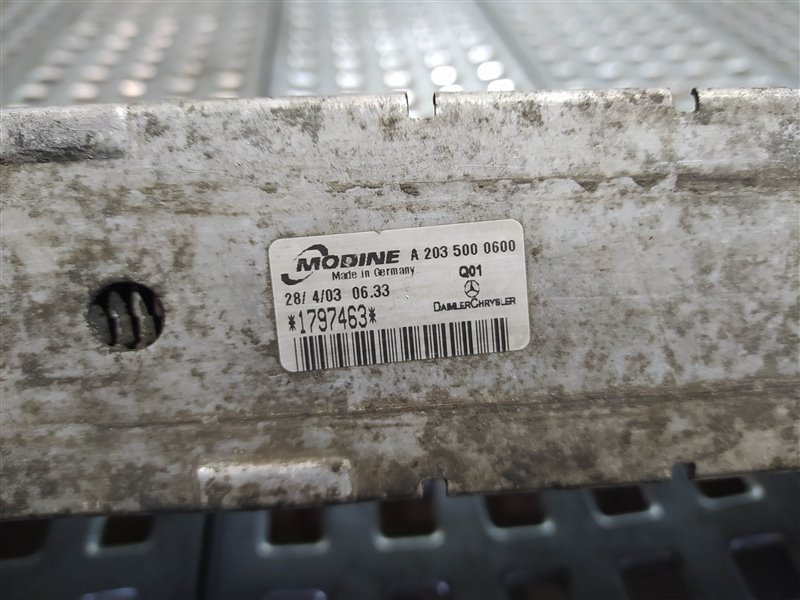 MODINE A 203 500 0600
Made in Germany Q01
28/ 4/03 06.33
DAIMLERCHRYSLER
*1797463*